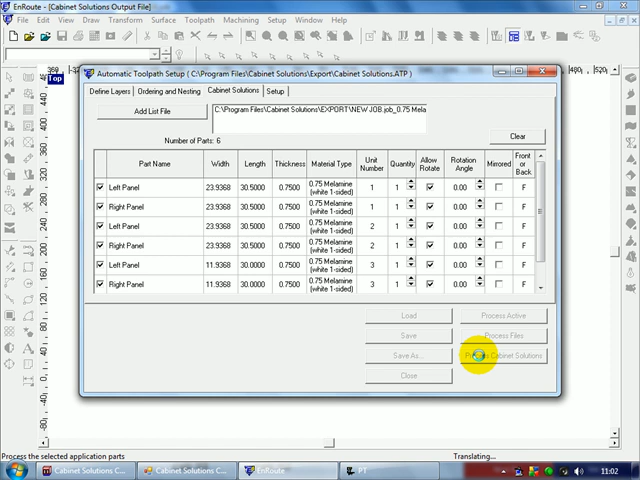 EnRoute - [Cabinet Solutions Output File]
File Edit View Draw Transform Surface Toolpath Machining Setup Window Help
Top
Automatic Toolpath Setup ( C:\Program Files\Cabinet Solutions\Export\Cabinet Solutions.ATP )
Define Layers Ordering and Nesting Cabinet Solutions Setup
Add List File
C:\Program Files\Cabinet Solutions\EXPORT\NEW JOB.job_0.75 Mela
Number of Parts: 6
Clear
Part Name Width Length Thickness Material Type Unit Number Quantity Allow Rotate Rotation Angle Mirrored Front or Back
Left Panel 23.9368 30.5000 0.7500 0.75 Melamine (white 1-sided) 1 1 0.00 F
Right Panel 23.9368 30.5000 0.7500 0.75 Melamine (white 1-sided) 1 1 0.00 F
Left Panel 23.9368 30.5000 0.7500 0.75 Melamine (white 1-sided) 2 1 0.00 F
Right Panel 23.9368 30.5000 0.7500 0.75 Melamine (white 1-sided) 2 1 0.00 F
Left Panel 11.9368 30.0000 0.7500 0.75 Melamine (white 1-sided) 3 1 0.00 F
Right Panel 11.9368 30.0000 0.7500 0.75 Melamine (white 1-sided) 3 1 0.00 F
Load Process Active
Save Process Files
Save As... Process Cabinet Solutions
Close
Process the selected application parts Translating...
Cabinet Solutions C... Cabinet Solutions C... EnRoute PT 11:02